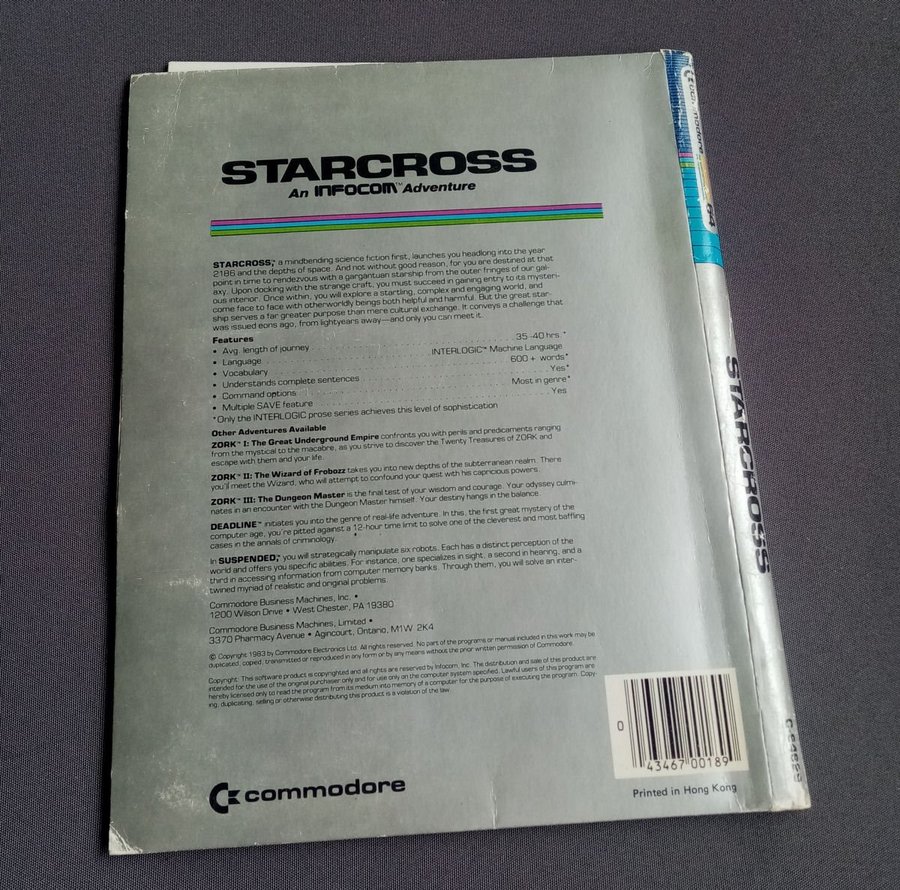 STARCROSS
An INFOCOM™ Adventure
STARCROSS,™ a mindbending science fiction first, launches you headlong into the year
2186 and the depths of space. And not without good reason, for you are destined at that
point in time to rendezvous with a gargantuan starship from the outer fringes of our gal-
axy. Upon docking with the strange craft, you must succeed in gaining entry to its mysteri-
ous interior. Once within, you will explore a startling, complex and engaging world, and
come face to face with otherworldly beings both helpful and harmful. But the great star-
ship serves a far greater purpose than mere cultural exchange. It conveys a challenge that
was issued eons ago, from lightyears away—and only you can meet it.
Features
• Avg. length of journey . . . 35-40 hrs.*
• Language . . . INTERLOGIC™ Machine Language
• Vocabulary . . . 600+ words*
• Understands complete sentences . . . Yes*
• Command options . . . Most in genre*
• Multiple SAVE feature . . . Yes
*Only the INTERLOGIC prose series achieves this level of sophistication
Other Adventures Available
ZORK™ I: The Great Underground Empire confronts you with perils and predicaments ranging
from the mystical to the macabre, as you strive to discover the Twenty Treasures of ZORK and
escape with them and your life.
ZORK™ II: The Wizard of Frobozz takes you into new depths of the subterranean realm. There
you'll meet the Wizard, who will attempt to confound your quest with his capricious powers.
ZORK™ III: The Dungeon Master is the final test of your wisdom and courage. Your odyssey culmi-
nates in an encounter with the Dungeon Master himself. Your destiny hangs in the balance.
DEADLINE™ initiates you into the genre of real-life adventure. In this, the first great mystery of the
computer age, you're pitted against a 12-hour time limit to solve one of the cleverest and most baffling
cases in the annals of criminology.
In SUSPENDED,™ you will strategically manipulate six robots. Each has a distinct perception of the
world and offers you specific abilities. For instance, one specializes in sight, a second in hearing, and a
third in accessing information from computer memory banks. Through them, you will solve an inter-
twined myriad of realistic and original problems.
Commodore Business Machines, Inc. •
1200 Wilson Drive • West Chester, PA 19380
Commodore Business Machines, Limited •
3370 Pharmacy Avenue • Agincourt, Ontario, M1W 2K4
© Copyright 1983 by Commodore Electronics Ltd. All rights reserved. No part of the programs or manual included in this work may be
duplicated, copied, transmitted or reproduced in any form or by any means without the prior written permission of Commodore.
Copyright: This software product is copyrighted and all rights are reserved by Infocom, Inc. The distribution and sale of this product are
intended for the use of the original purchaser only and for use only on the computer system specified. Lawful users of this program are
hereby licensed only to read the program from its medium into memory of a computer for the purpose of executing the program. Copy-
ing, duplicating, selling or otherwise distributing this product is a violation of the law.
0 43467 00189
commodore
Printed in Hong Kong
commodore
64
STARCROSS